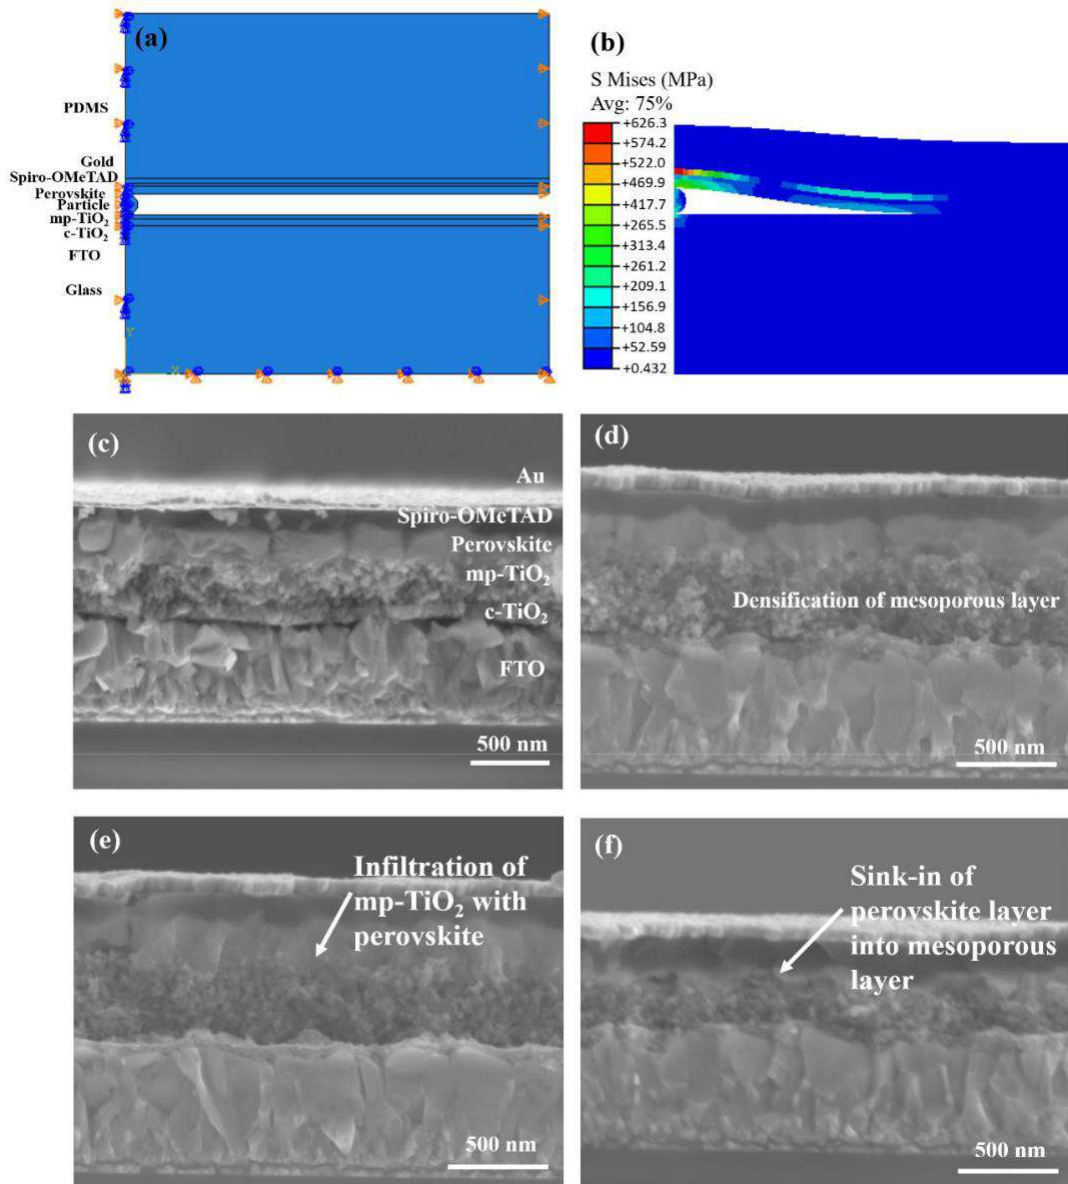 (a)
PDMS
Gold
Spiro-OMeTAD
Perovskite
Particle
mp-TiO₂
c-TiO₂
FTO
Glass
Y
X
(b)
S Mises (MPa)
Avg: 75%
+626.3
+574.2
+522.0
+469.9
+417.7
+265.5
+313.4
+261.2
+209.1
+156.9
+104.8
+52.59
+0.432
(c)
Au
Spiro-OMeTAD
Perovskite
mp-TiO₂
c-TiO₂
FTO
500 nm
(d)
Densification of mesoporous layer
500 nm
(e)
Infiltration of
mp-TiO₂ with
perovskite
500 nm
(f)
Sink-in of
perovskite layer
into mesoporous
layer
500 nm